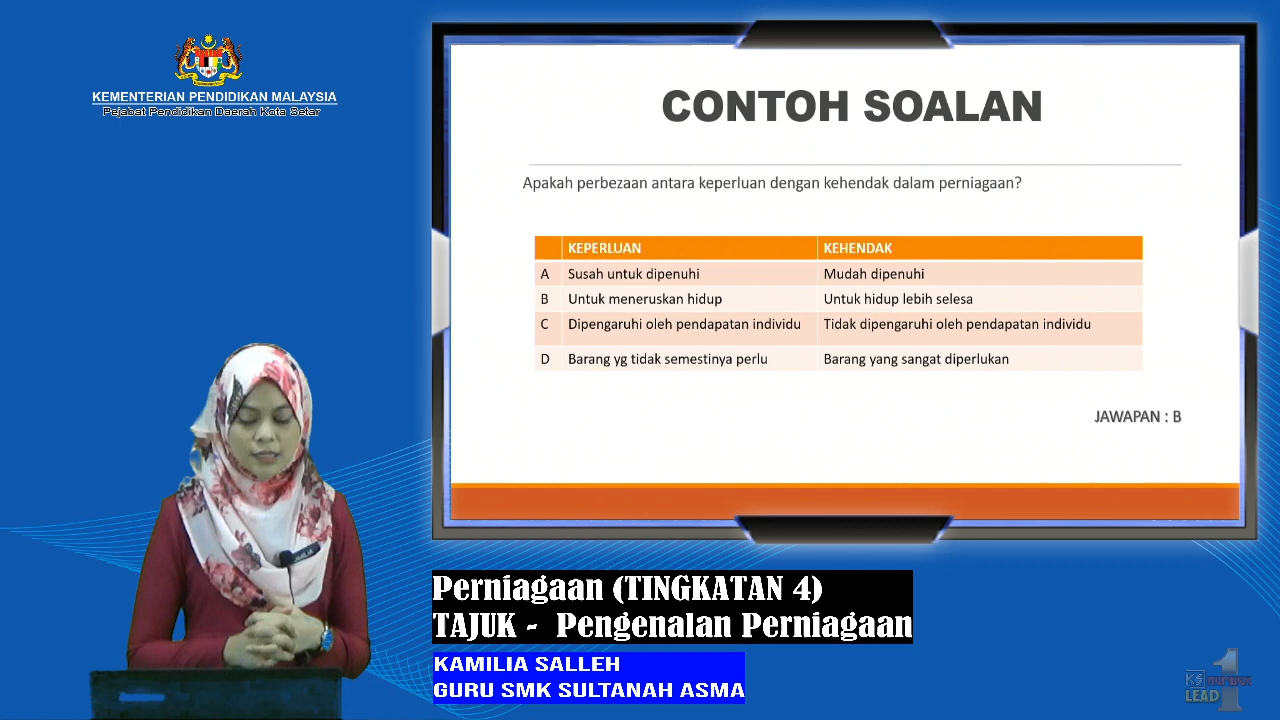 KEMENTERIAN PENDIDIKAN MALAYSIA
Pejabat Pendidikan Daerah Kota Setar
CONTOH SOALAN
Apakah perbezaan antara keperluan dengan kehendak dalam perniagaan?
KEPERLUAN KEHENDAK
A Susah untuk dipenuhi Mudah dipenuhi
B Untuk meneruskan hidup Untuk hidup lebih selesa
C Dipengaruhi oleh pendapatan individu Tidak dipengaruhi oleh pendapatan individu
D Barang yg tidak semestinya perlu Barang yang sangat diperlukan
JAWAPAN : B
Perniagaan (TINGKATAN 4)
TAJUK - Pengenalan Perniagaan
KAMILIA SALLEH
GURU SMK SULTANAH ASMA
1
KS
LEAD